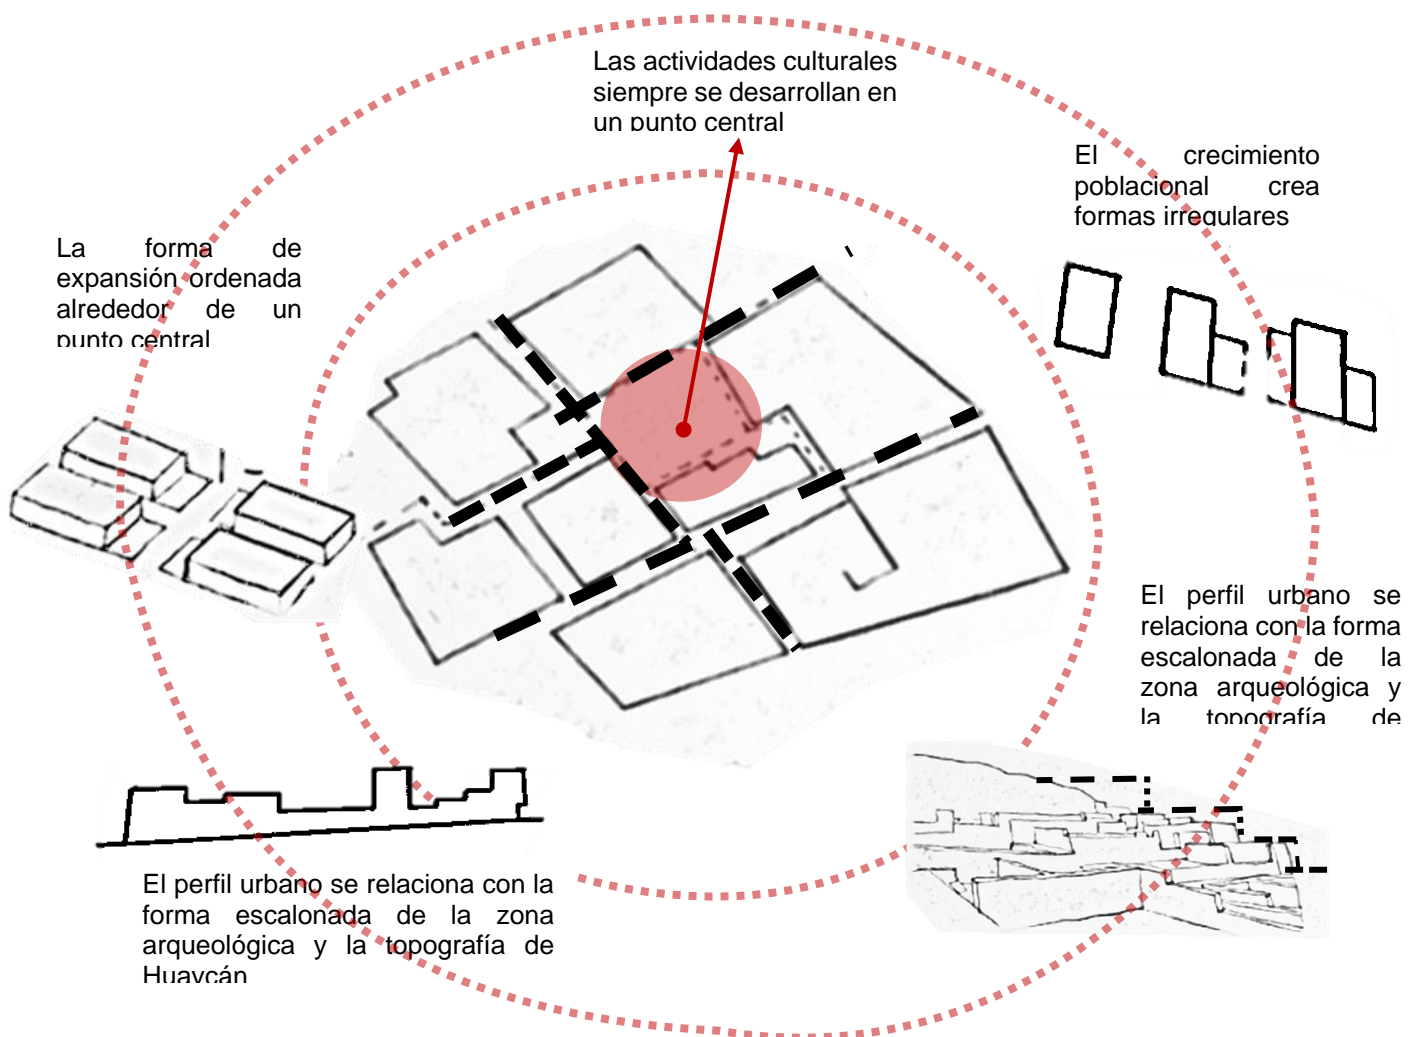 Las actividades culturales
siempre se desarrollan en
un punto central
El crecimiento
poblacional crea
formas irregulares
La forma de
expansión ordenada
alrededor de un
punto central
El perfil urbano se
relaciona con la forma
escalonada de la
zona arqueológica y
la topografía de
El perfil urbano se relaciona con la
forma escalonada de la zona
arqueológica y la topografía de
Huaycán